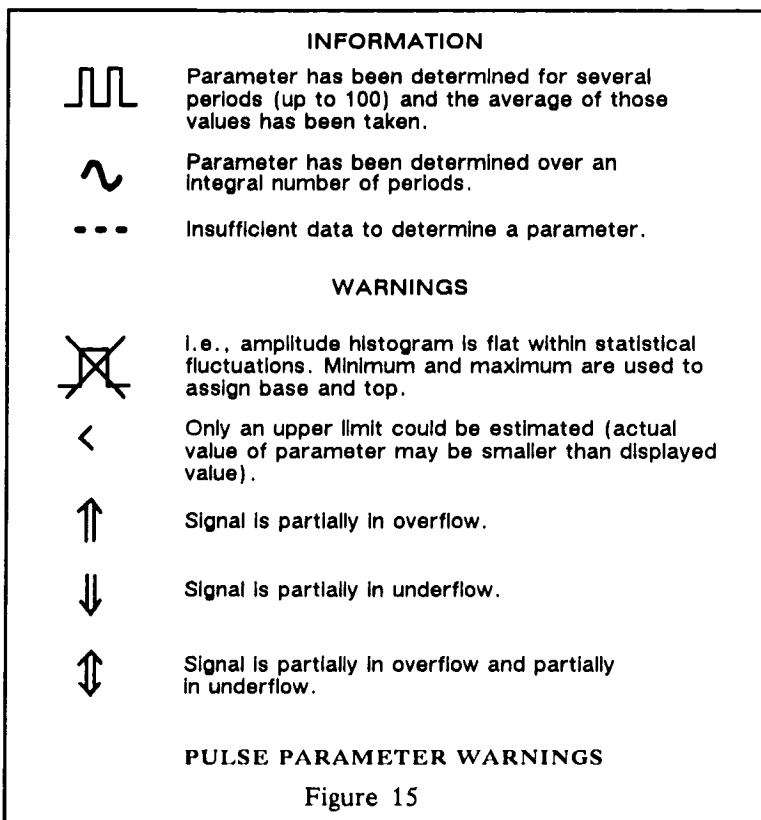 INFORMATION
Parameter has been determined for several
periods (up to 100) and the average of those
values has been taken.
Parameter has been determined over an
integral number of periods.
- - - Insufficient data to determine a parameter.
WARNINGS
i.e., amplitude histogram is flat within statistical
fluctuations. Minimum and maximum are used to
assign base and top.
< Only an upper limit could be estimated (actual
value of parameter may be smaller than displayed
value).
⇑ Signal is partially in overflow.
⇓ Signal is partially in underflow.
⇕ Signal is partially in overflow and partially
in underflow.
PULSE PARAMETER WARNINGS
Figure 15